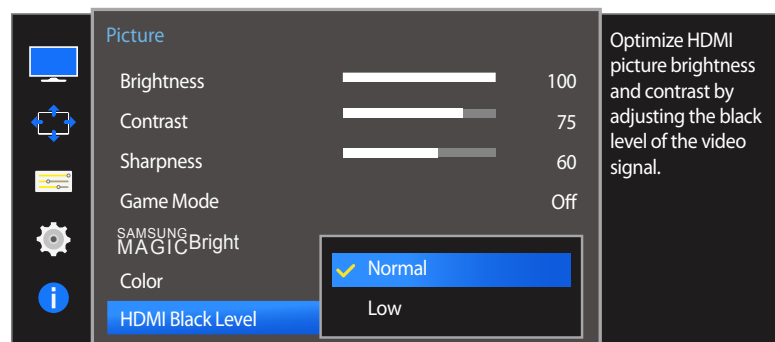 Picture
Brightness 100
Contrast 75
Sharpness 60
Game Mode Off
SAMSUNG
MAGICBright
Color
HDMI Black Level
Normal
Low
Optimize HDMI
picture brightness
and contrast by
adjusting the black
level of the video
signal.